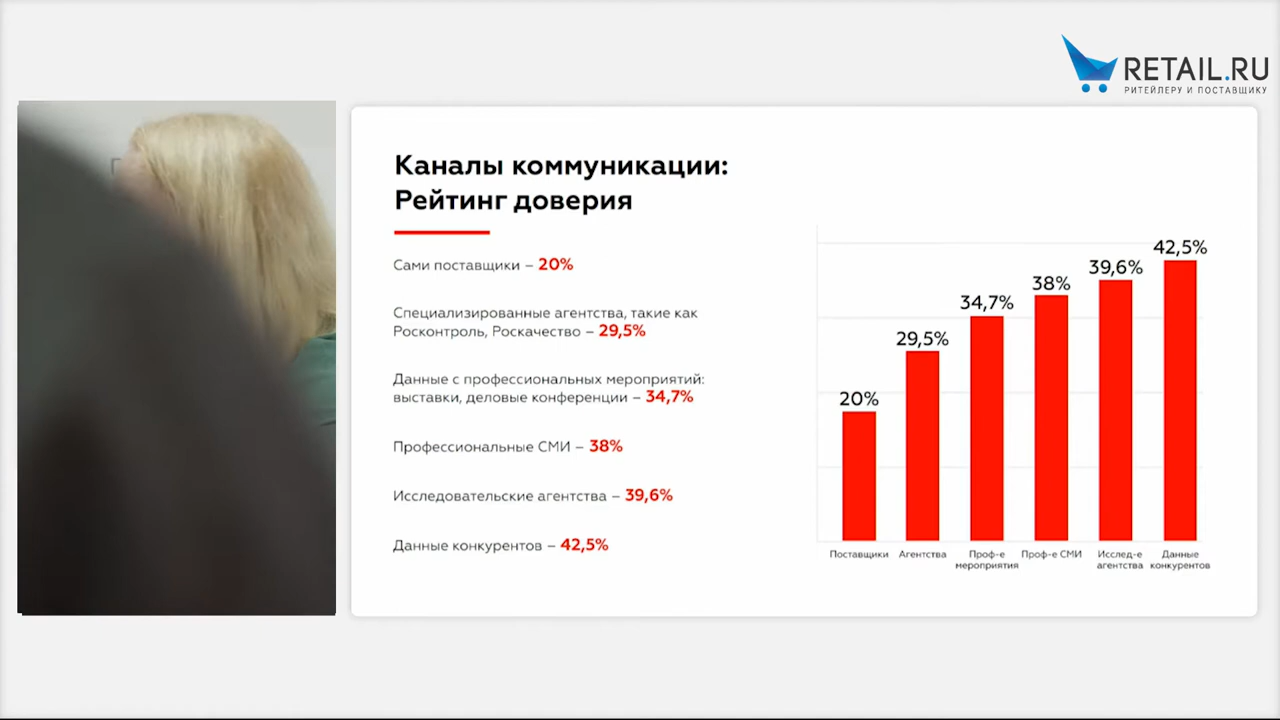 RETAIL.RU
РИТЕЙЛЕРУ И ПОСТАВЩИКУ
Каналы коммуникации:
Рейтинг доверия
Сами поставщики – 20%
Специализированные агентства, такие как
Росконтроль, Роскачество – 29,5%
Данные с профессиональных мероприятий:
выставки, деловые конференции – 34,7%
Профессиональные СМИ – 38%
Исследовательские агентства – 39,6%
Данные конкурентов – 42,5%
20%
29,5%
34,7%
38%
39,6%
42,5%
Поставщики
Агентства
Проф-е
мероприятия
Проф-е СМИ
Исслед-е
агентства
Данные
конкурентов